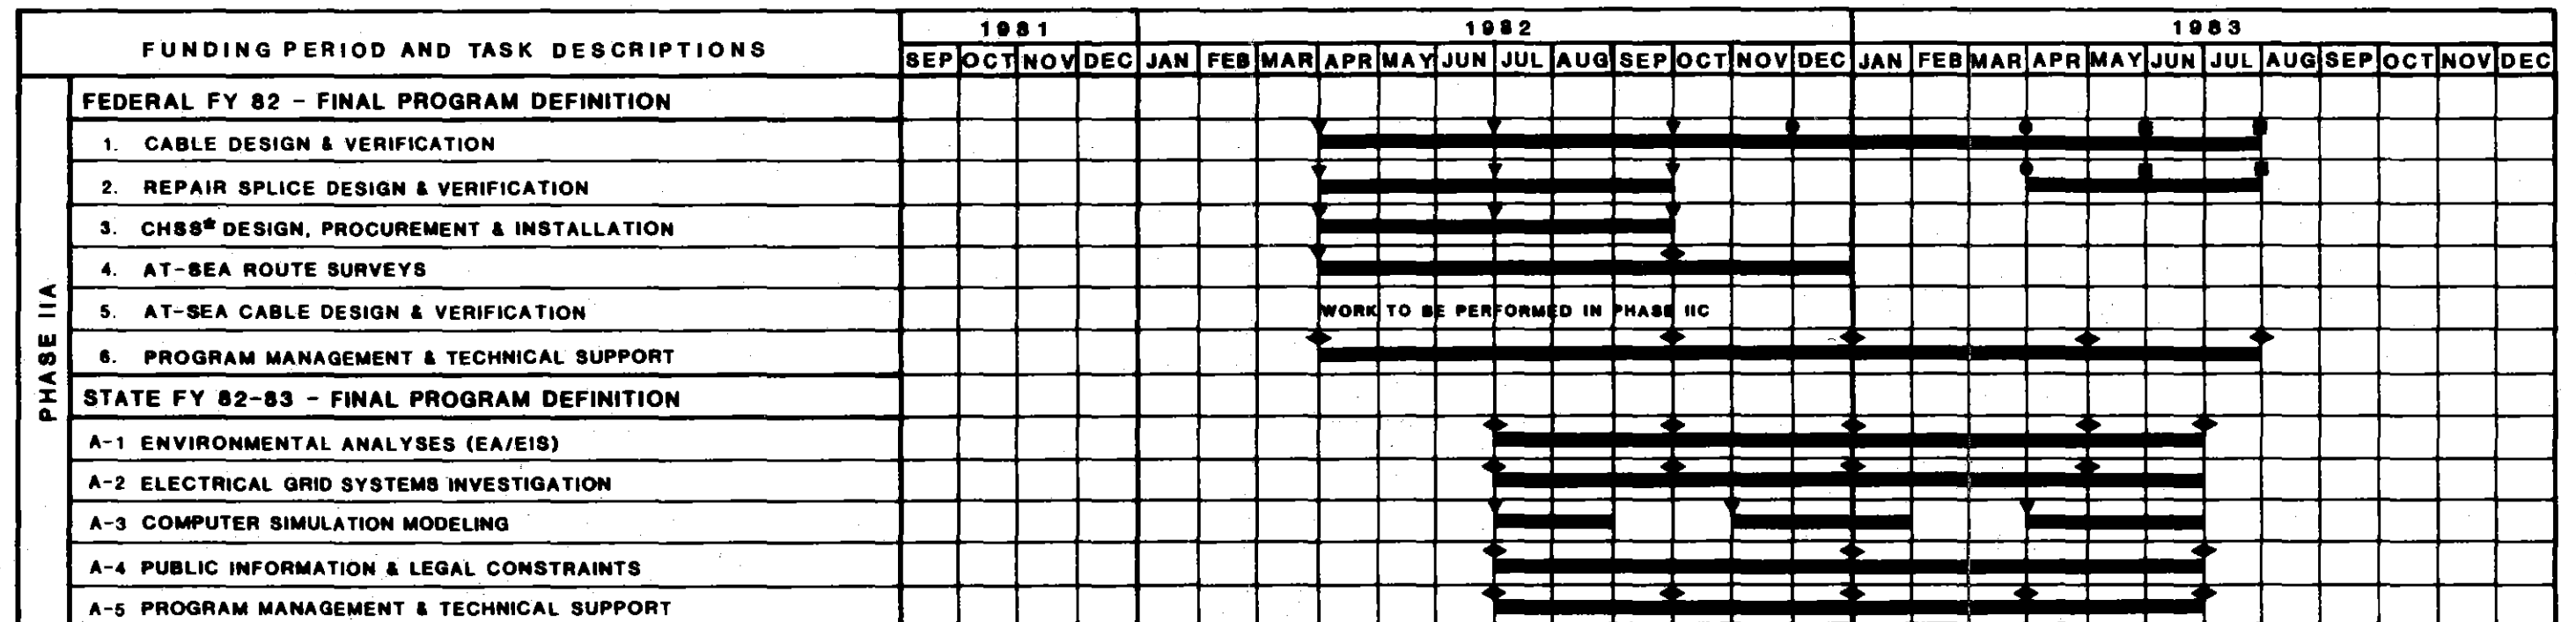 FUNDING PERIOD AND TASK DESCRIPTIONS
1981 1982 1983
SEP OCT NOV DEC JAN FEB MAR APR MAY JUN JUL AUG SEP OCT NOV DEC JAN FEB MAR APR MAY JUN JUL AUG SEP OCT NOV DEC
PHASE IIA
FEDERAL FY 82 - FINAL PROGRAM DEFINITION
1. CABLE DESIGN & VERIFICATION
2. REPAIR SPLICE DESIGN & VERIFICATION
3. CHSS* DESIGN, PROCUREMENT & INSTALLATION
4. AT-SEA ROUTE SURVEYS
5. AT-SEA CABLE DESIGN & VERIFICATION WORK TO BE PERFORMED IN PHASE IIC
6. PROGRAM MANAGEMENT & TECHNICAL SUPPORT
STATE FY 82-83 - FINAL PROGRAM DEFINITION
A-1 ENVIRONMENTAL ANALYSES (EA/EIS)
A-2 ELECTRICAL GRID SYSTEMS INVESTIGATION
A-3 COMPUTER SIMULATION MODELING
A-4 PUBLIC INFORMATION & LEGAL CONSTRAINTS
A-5 PROGRAM MANAGEMENT & TECHNICAL SUPPORT